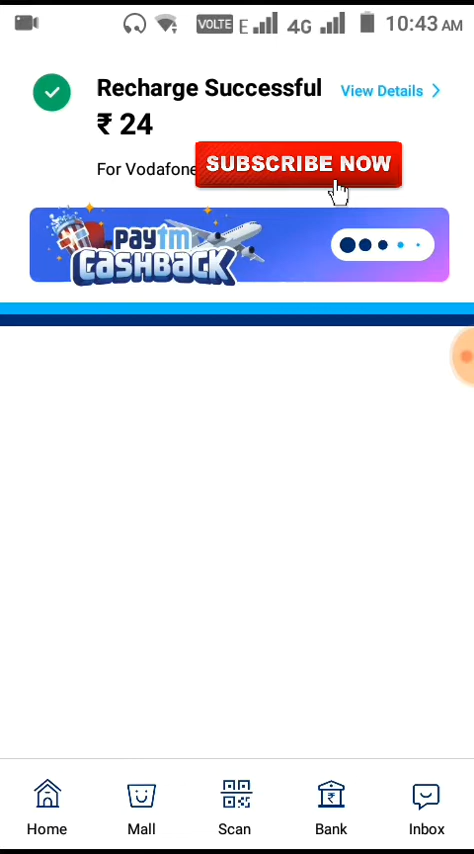 VOLTE E 4G 10:43 AM
Recharge Successful View Details
₹ 24
For Vodafone
SUBSCRIBE NOW
paytm
CASHBACK
Home Mall Scan Bank Inbox